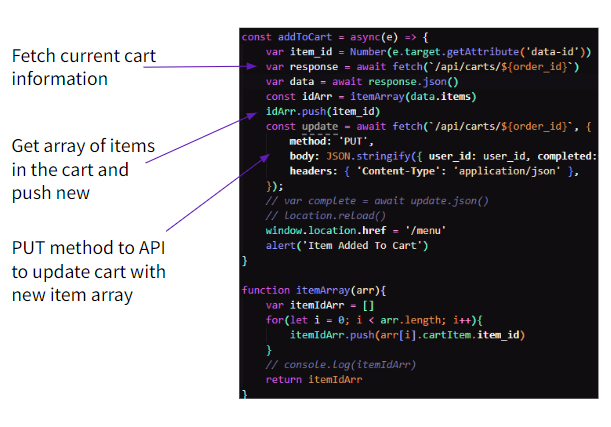 Fetch current cart
information
Get array of items
in the cart and
push new
PUT method to API
to update cart with
new item array
const addToCart = async(e) => {
var item_id = Number(e.target.getAttribute('data-id'))
var response = await fetch(`/api/carts/${order_id}`)
var data = await response.json()
const idArr = itemArray(data.items)
idArr.push(item_id)
const update = await fetch(`/api/carts/${order_id}`, {
method: 'PUT',
body: JSON.stringify({ user_id: user_id, completed:
headers: { 'Content-Type': 'application/json' },
});
// var complete = await update.json()
// location.reload()
window.location.href = '/menu'
alert('Item Added To Cart')
}
function itemArray(arr){
var itemIdArr = []
for(let i = 0; i < arr.length; i++){
itemIdArr.push(arr[i].cartItem.item_id)
}
// console.log(itemIdArr)
return itemIdArr
}